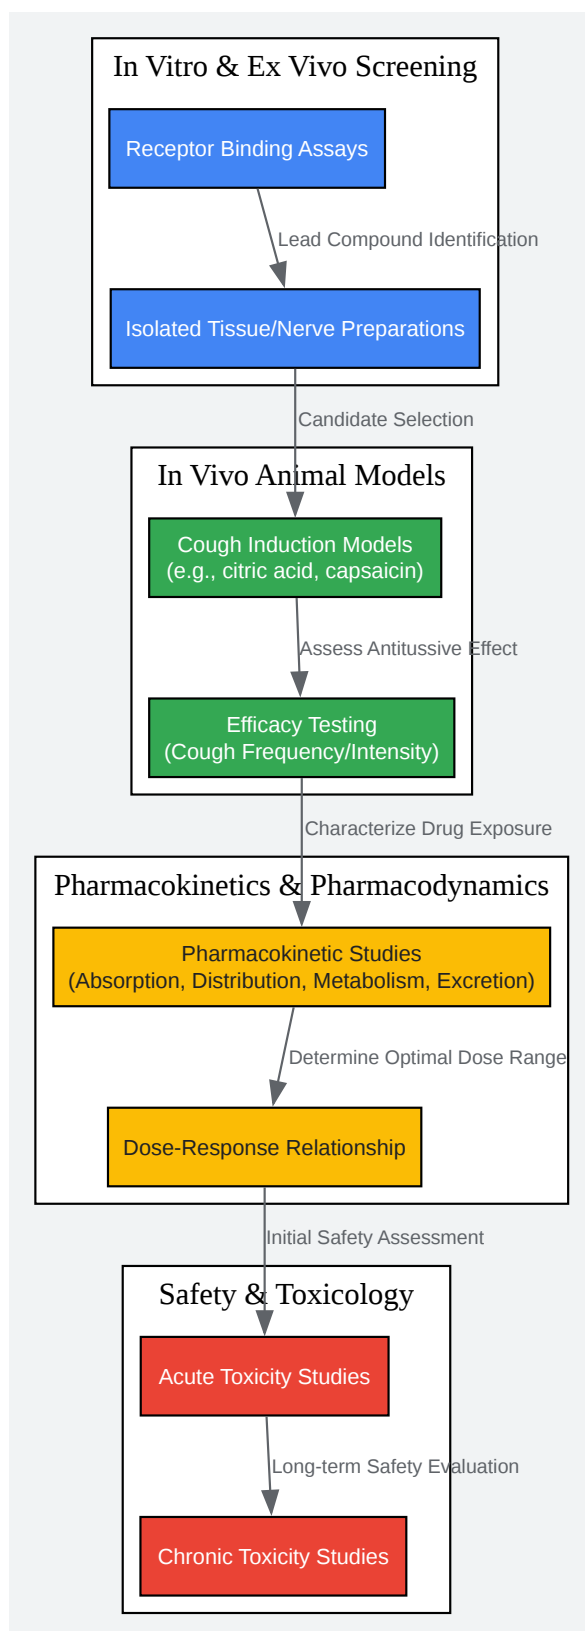 In Vitro & Ex Vivo Screening
Receptor Binding Assays
Lead Compound Identification
Isolated Tissue/Nerve Preparations
Candidate Selection
In Vivo Animal Models
Cough Induction Models
(e.g., citric acid, capsaicin)
Assess Antitussive Effect
Efficacy Testing
(Cough Frequency/Intensity)
Characterize Drug Exposure
Pharmacokinetics & Pharmacodynamics
Pharmacokinetic Studies
(Absorption, Distribution, Metabolism, Excretion)
Determine Optimal Dose Range
Dose-Response Relationship
Initial Safety Assessment
Safety & Toxicology
Acute Toxicity Studies
Long-term Safety Evaluation
Chronic Toxicity Studies